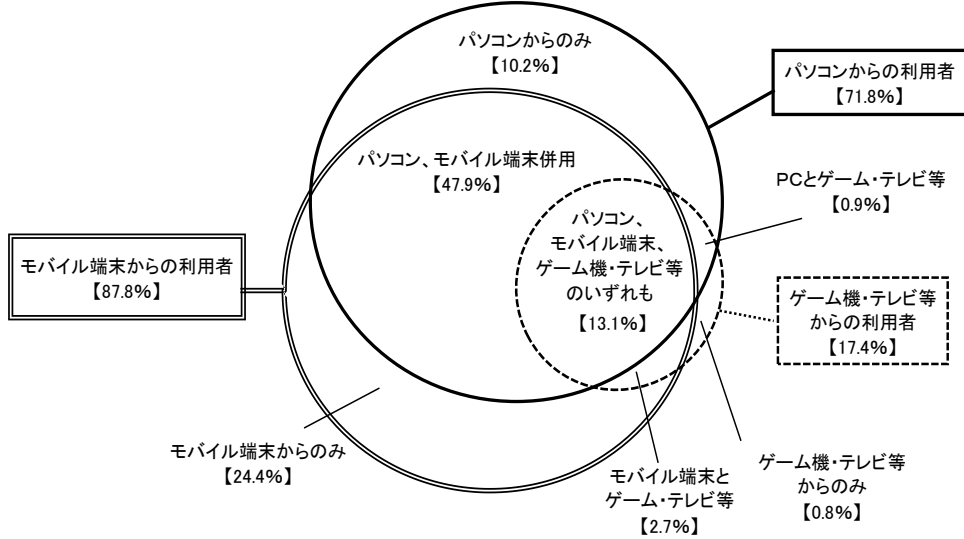 パソコンからのみ
【10.2%】
パソコンからの利用者
【71.8%】
パソコン、モバイル端末併用
【47.9%】
PCとゲーム・テレビ等
【0.9%】
パソコン、
モバイル端末、
ゲーム機・テレビ等
のいずれも
【13.1%】
モバイル端末からの利用者
【87.8%】
ゲーム機・テレビ等
からの利用者
【17.4%】
モバイル端末からのみ
【24.4%】
モバイル端末と
ゲーム・テレビ等
【2.7%】
ゲーム機・テレビ等
からのみ
【0.8%】